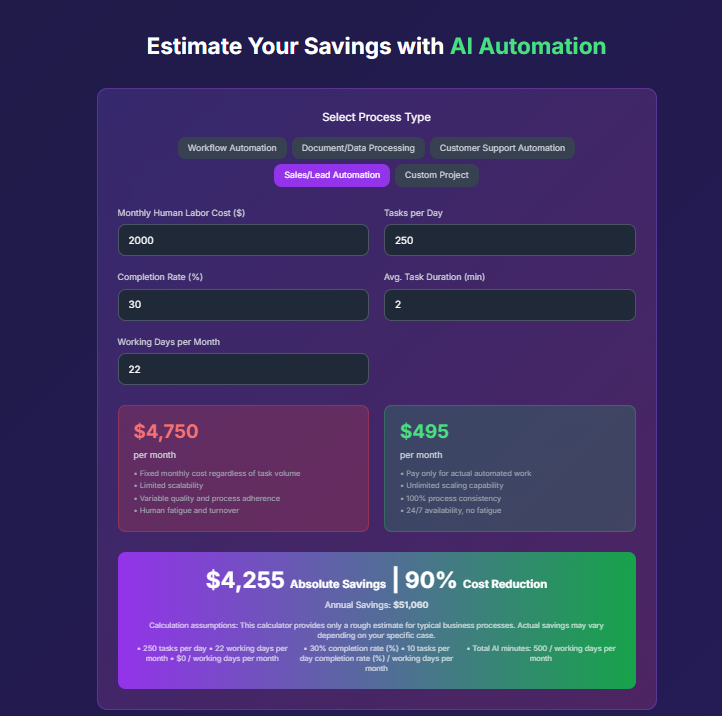 Estimate Your Savings with AI Automation
Select Process Type
Workflow Automation
Document/Data Processing
Customer Support Automation
Sales/Lead Automation
Custom Project
Monthly Human Labor Cost ($)
2000
Tasks per Day
250
Completion Rate (%)
30
Avg. Task Duration (min)
2
Working Days per Month
22
$4,750
per month
• Fixed monthly cost regardless of task volume
• Limited scalability
• Variable quality and process adherence
• Human fatigue and turnover
$495
per month
• Pay only for actual automated work
• Unlimited scaling capability
• 100% process consistency
• 24/7 availability, no fatigue
$4,255 Absolute Savings | 90% Cost Reduction
Annual Savings: $51,060
Calculation assumptions: This calculator provides only a rough estimate for typical business processes. Actual savings may vary
depending on your specific case.
• 250 tasks per day • 22 working days per
month • $0 / working days per month
• 30% completion rate (%) • 10 tasks per
day completion rate (%) / working days per
month
• Total AI minutes: 500 / working days per
month